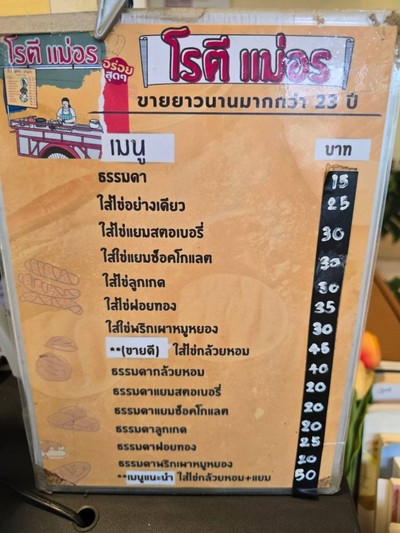 โรตี แม่อร
อร่อย
สุดๆ
โรตี แม่อร
ขายยาวนานมากกว่า 23 ปี
เมนู บาท
ธรรมดา 15
ใส่ไข่อย่างเดียว 25
ใส่ไข่แยมสตอเบอรี่ 30
ใส่ไข่แยมช็อคโกแลต 30
ใส่ไข่ลูกเกด 30
ใส่ไข่ฝอยทอง 35
ใส่ไข่พริกเผาหมูหยอง 30
**(ขายดี) ใส่ไข่กล้วยหอม 45
ธรรมดากล้วยหอม 40
ธรรมดาแยมสตอเบอรี่ 20
ธรรมดาแยมช็อคโกแลต 20
ธรรมดาลูกเกด 20
ธรรมดาฝอยทอง 25
ธรรมดาพริกเผาหมูหยอง 20
**เมนูแนะนำ ใส่ไข่กล้วยหอม+แยม 50